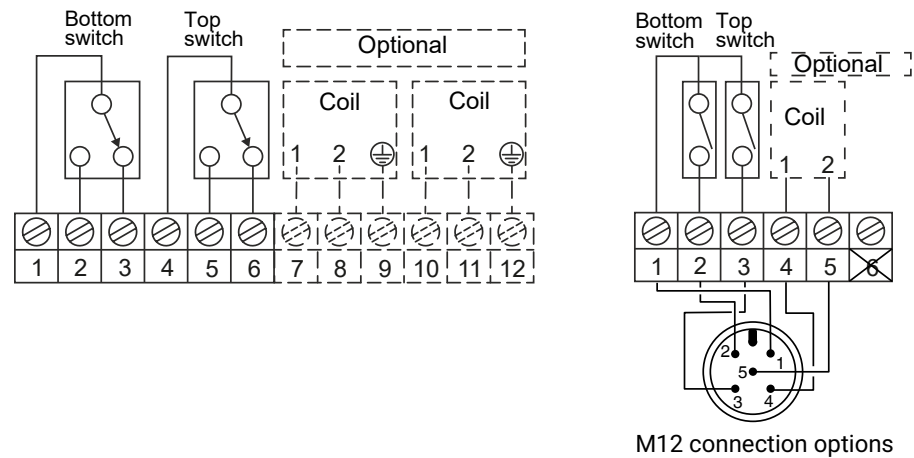 Bottom
switch
Top
switch
Optional
Coil
Coil
1 2
1 2
1 2 3 4 5 6 7 8 9 10 11 12
Bottom
switch
Top
switch
Optional
Coil
1 2
1 2 3 4 5 6
2 1
5
3 4
M12 connection options